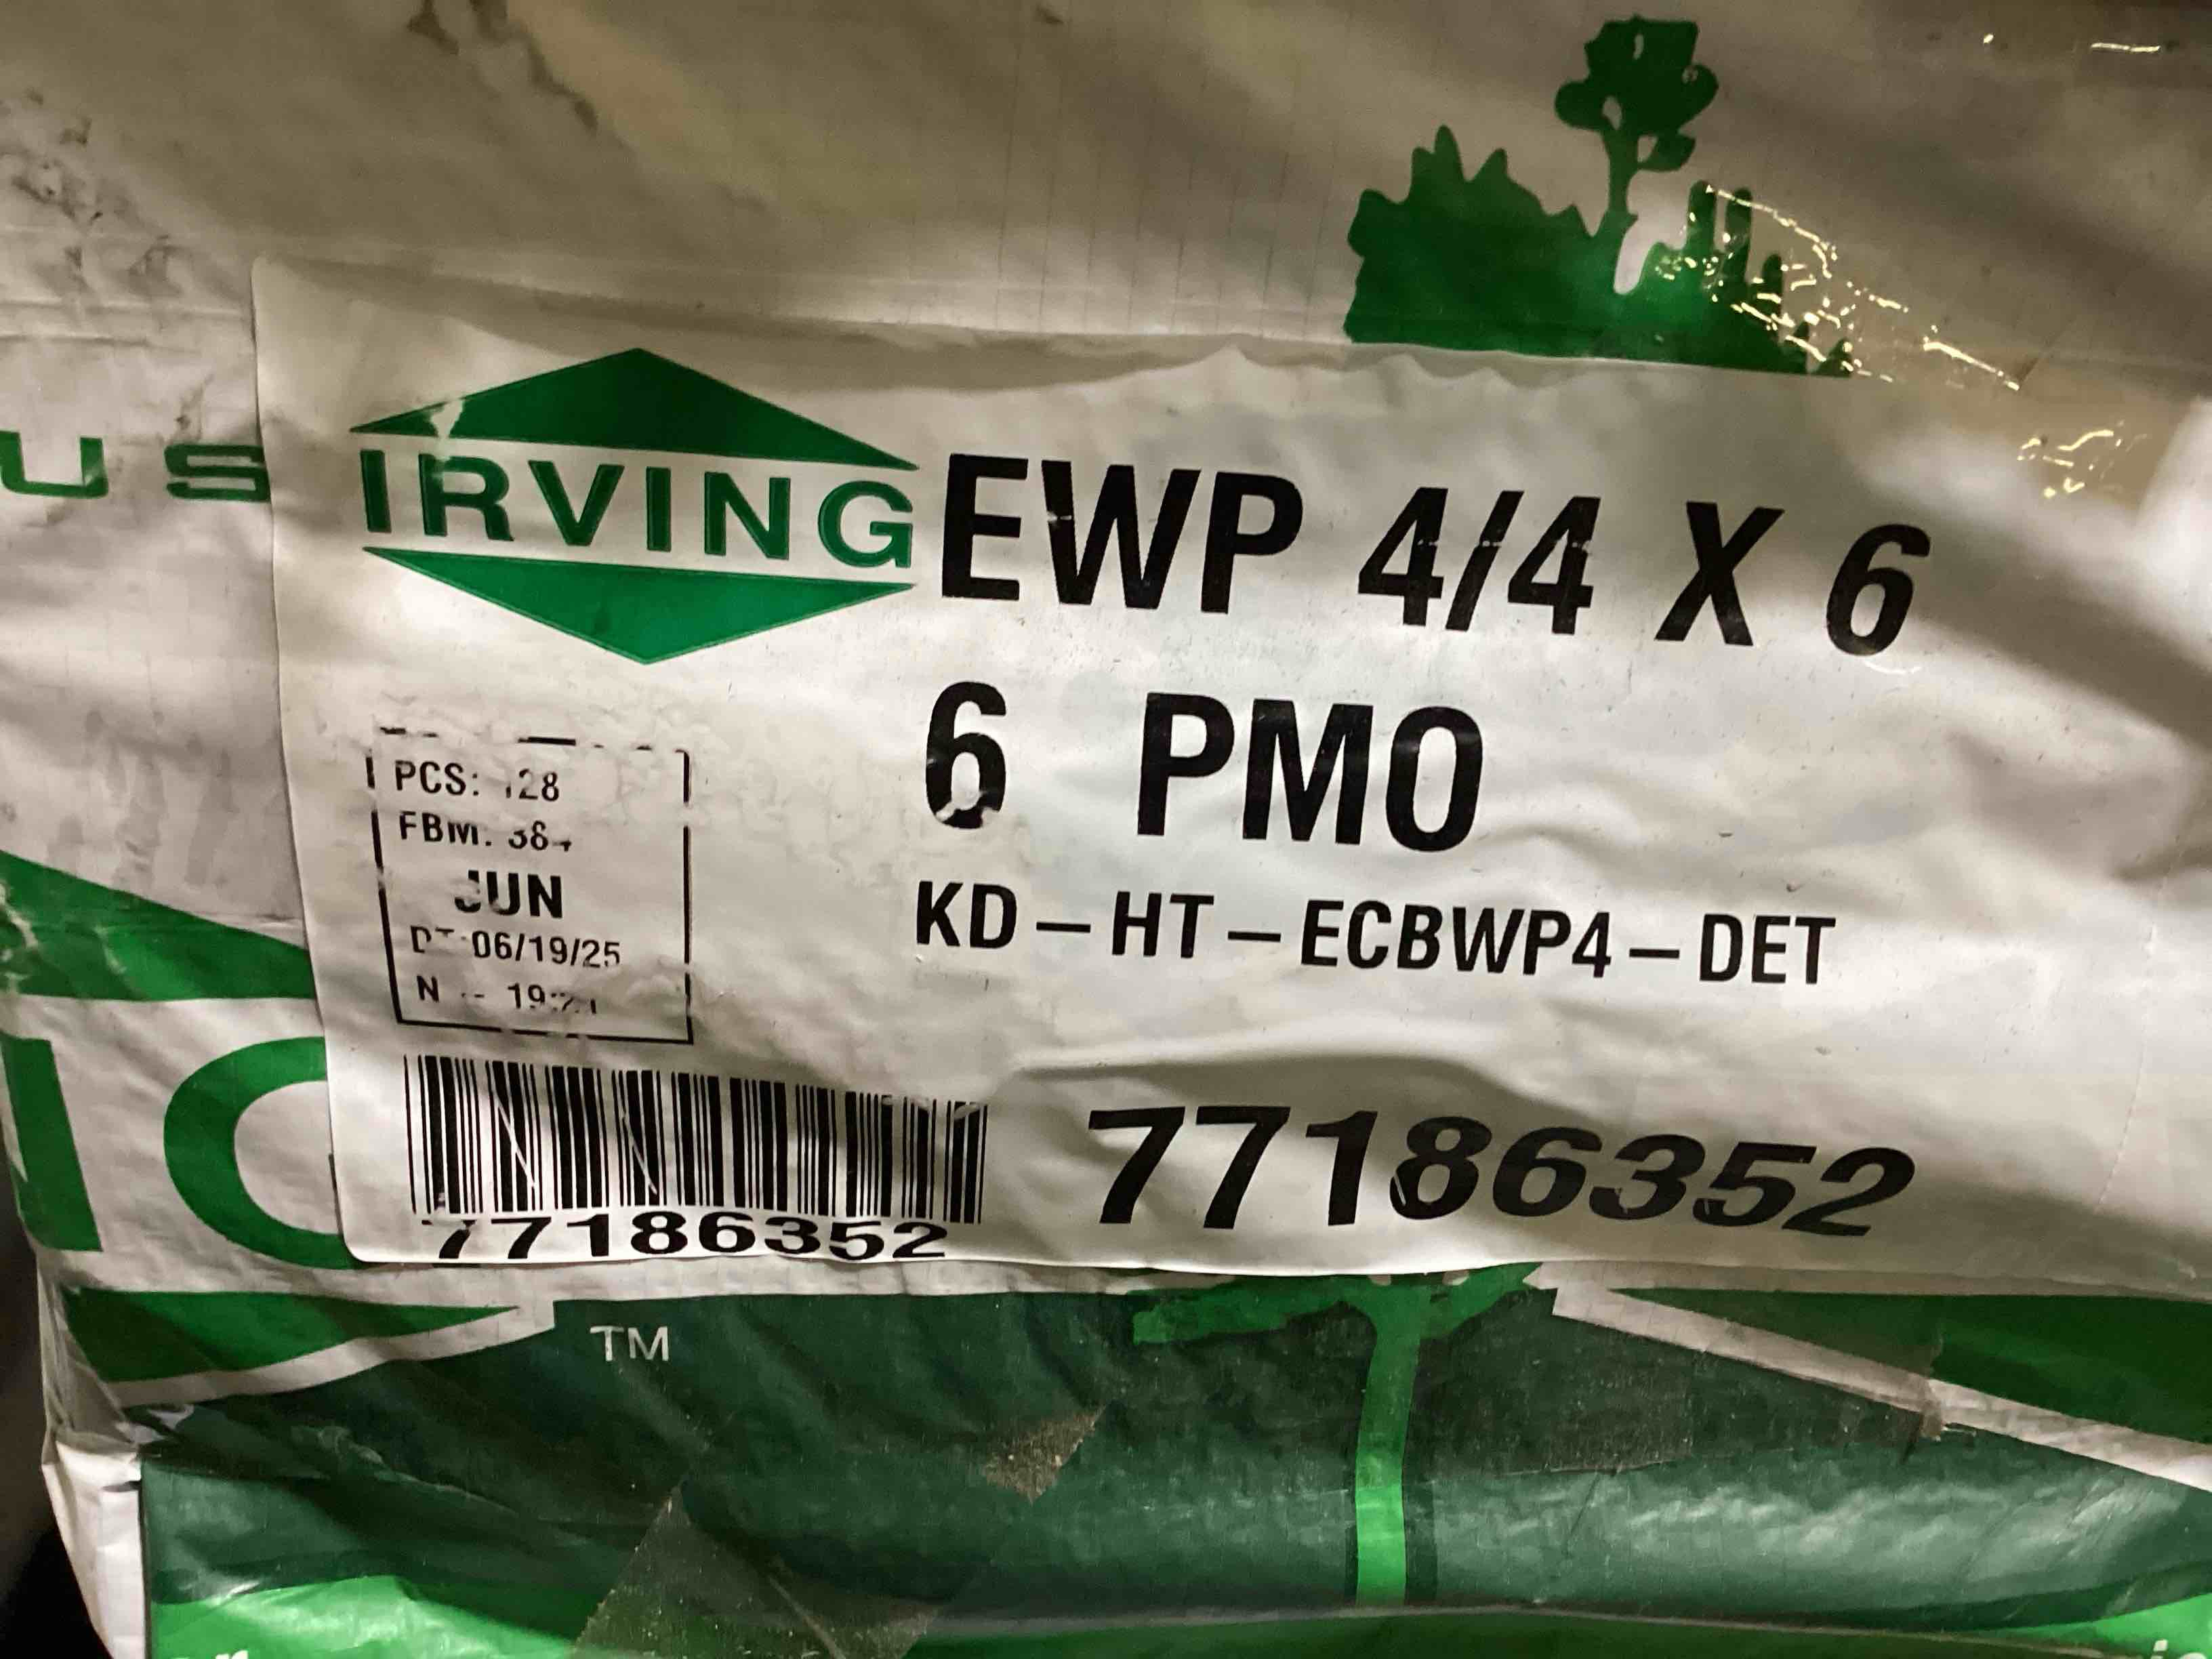 US
IRVING
EWP 4/4 X 6
6 PMO
KD-HT-ECBWP4-DET
PCS: 128
FBM: 384
JUN
DT: 06/19/25
N
77186352
77186352
TM